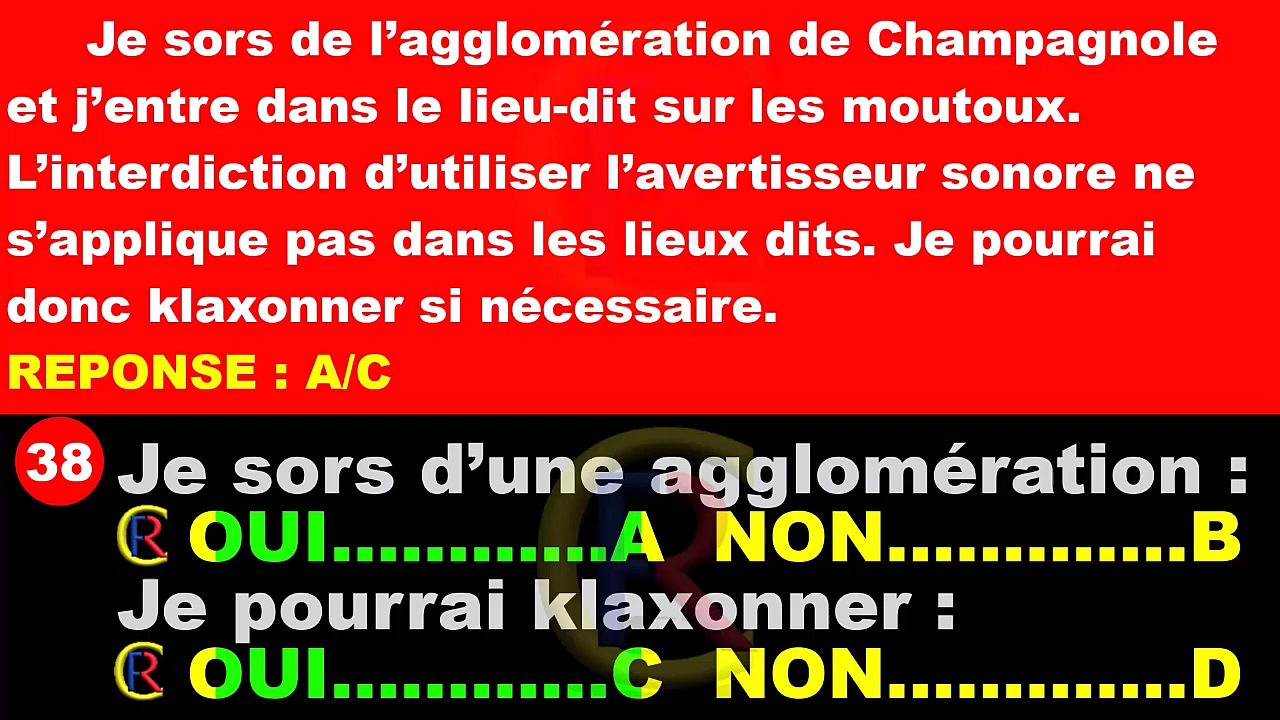 Je sors de l’agglomération de Champagnole
et j’entre dans le lieu-dit sur les moutoux.
L’interdiction d’utiliser l’avertisseur sonore ne
s’applique pas dans les lieux dits. Je pourrai
donc klaxonner si nécessaire.
REPONSE : A/C
38 Je sors d’une agglomération :
CFR OUI............A NON.............B
Je pourrai klaxonner :
CFR OUI............C NON.............D